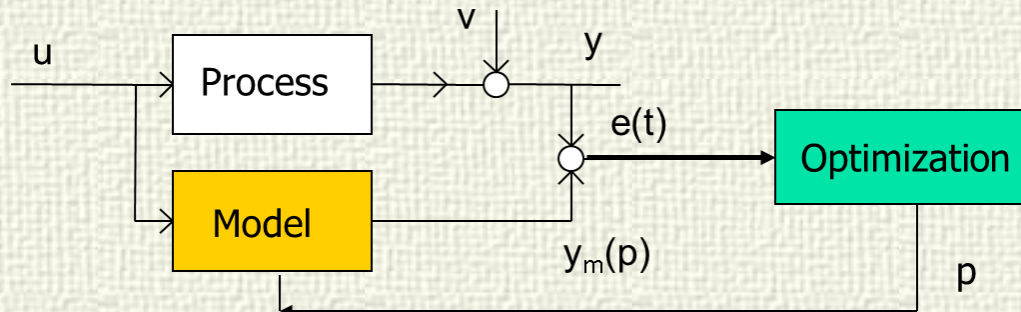 v
u
y
Process
e(t)
Optimization
Model
yₘ(p)
p